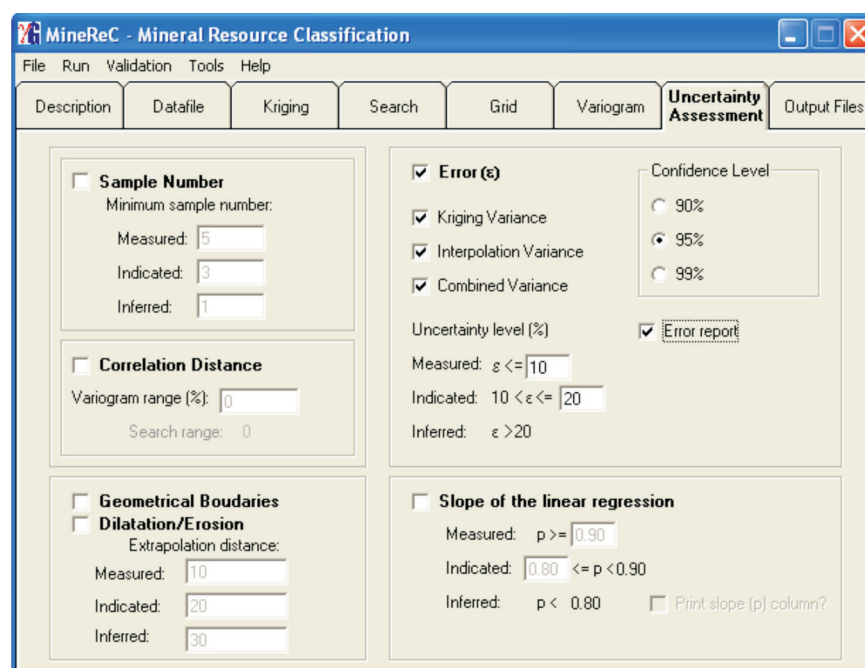 MineReC - Mineral Resource Classification
File Run Validation Tools Help
Description Datafile Kriging Search Grid Variogram Uncertainty Assessment Output Files
Sample Number
Minimum sample number:
Measured: 5
Indicated: 3
Inferred: 1
Correlation Distance
Variogram range (%): 0
Search range: 0
Geometrical Boudaries
Dilatation/Erosion
Extrapolation distance:
Measured: 10
Indicated: 20
Inferred: 30
Error (ε)
Kriging Variance
Interpolation Variance
Combined Variance
Confidence Level
90%
95%
99%
Uncertainty level (%)
Error report
Measured: ε <= 10
Indicated: 10 < ε <= 20
Inferred: ε >20
Slope of the linear regression
Measured: p >= 0.90
Indicated: 0.80 <= p < 0.90
Inferred: p < 0.80
Print slope (p) column?